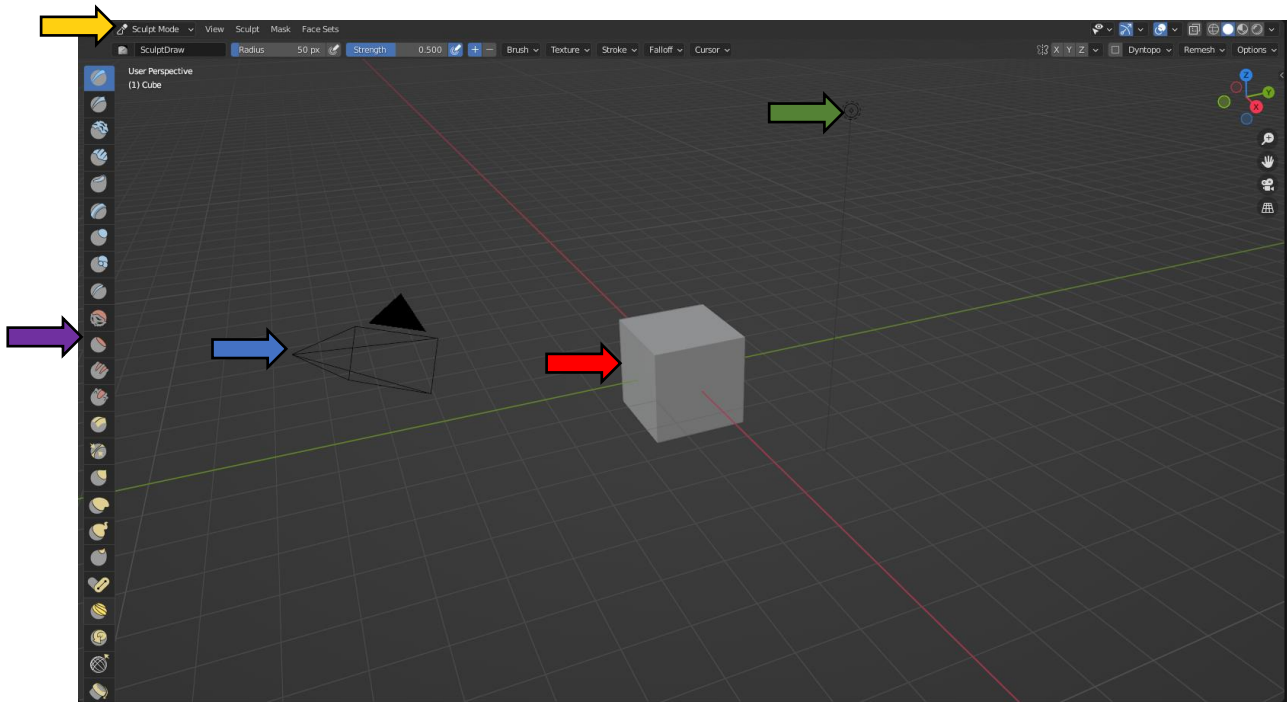 Sculpt Mode View Sculpt Mask Face Sets
SculptDraw Radius 50 px Strength 0.500 + − Brush Texture Stroke Falloff Cursor X Y Z Dyntopo Remesh Options
User Perspective
(1) Cube
Z
Y
X